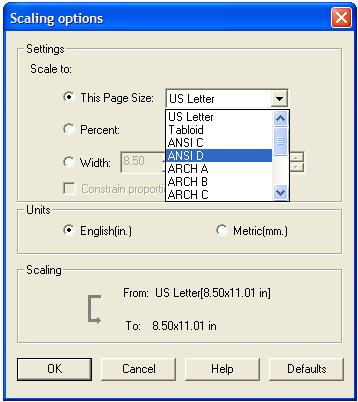 Scaling options
Settings
Scale to:
This Page Size: US Letter
US Letter
Tabloid
Percent:
ANSI C
ANSI D
Width: 8.50
ARCH A
ARCH B
Constrain proporti
ARCH C
Units
English(in.) Metric(mm.)
Scaling
From: US Letter[8.50x11.01 in]
To: 8.50x11.01 in
OK Cancel Help Defaults